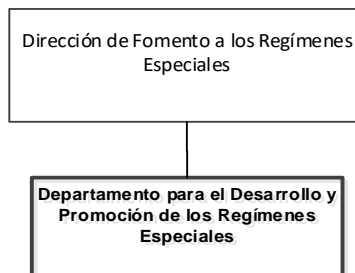 Dirección de Fomento a los Regímenes
Especiales
Departamento para el Desarrollo y
Promoción de los Regímenes
Especiales